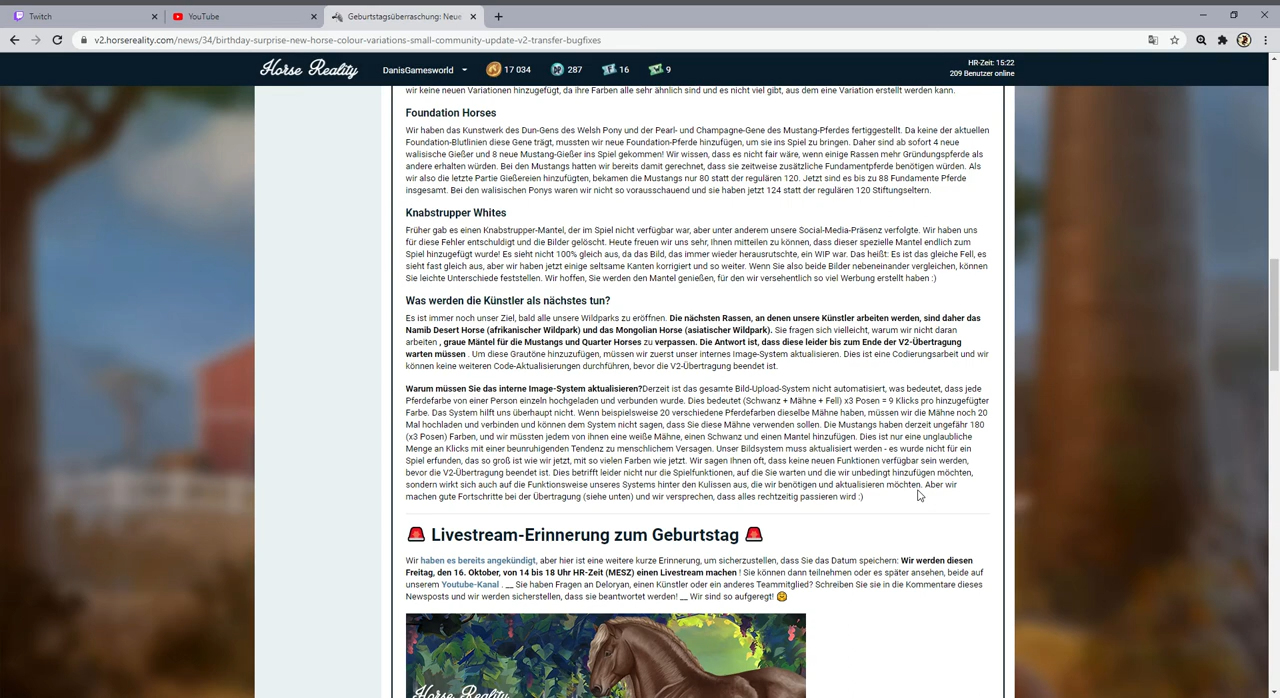 Twitch
YouTube
Geburtstagsüberraschung: Neue
v2.horsereality.com/news/34/birthday-surprise-new-horse-colour-variations-small-community-update-v2-transfer-bugfixes
Horse Reality
DanisGamesworld
17 034
287
16
9
HR-Zeit: 15:22
209 Benutzer online
wir keine neuen Variationen hinzugefügt, da ihre Farben alle sehr ähnlich sind und es nicht viel gibt, aus dem eine Variation erstellt werden kann.
Foundation Horses
Wir haben das Kunstwerk des Dun-Gens des Welsh Pony und der Pearl- und Champagne-Gene des Mustang-Pferdes fertiggestellt. Da keine der aktuellen
Foundation-Blutlinien diese Gene trägt, mussten wir neue Foundation-Pferde hinzufügen, um sie ins Spiel zu bringen. Daher sind ab sofort 4 neue
walisische Gießer und 8 neue Mustang-Gießer ins Spiel gekommen! Wir wissen, dass es nicht fair wäre, wenn einige Rassen mehr Gründungspferde als
andere erhalten würden. Bei den Mustangs hatten wir bereits damit gerechnet, dass sie zeitweise zusätzliche Fundamentpferde benötigen würden. Als
wir also die letzte Partie Gießereien hinzufügten, bekamen die Mustangs nur 80 statt der regulären 120. Jetzt sind es bis zu 88 Fundamente Pferde
insgesamt. Bei den walisischen Ponys waren wir nicht so vorausschauend und sie haben jetzt 124 statt der regulären 120 Stiftungseltern.
Knabstrupper Whites
Früher gab es einen Knabstrupper-Mantel, der im Spiel nicht verfügbar war, aber unter anderem unsere Social-Media-Präsenz verfolgte. Wir haben uns
für diese Fehler entschuldigt und die Bilder gelöscht. Heute freuen wir uns sehr, Ihnen mitteilen zu können, dass dieser spezielle Mantel endlich zum
Spiel hinzugefügt wurde! Es sieht nicht 100% gleich aus, da das Bild, das immer wieder herausrutschte, ein WIP war. Das heißt: Es ist das gleiche Fell, es
sieht fast gleich aus, aber wir haben jetzt einige seltsame Kanten korrigiert und so weiter. Wenn Sie also beide Bilder nebeneinander vergleichen, können
Sie leichte Unterschiede feststellen. Wir hoffen, Sie werden den Mantel genießen, für den wir versehentlich so viel Werbung erstellt haben :)
Was werden die Künstler als nächstes tun?
Es ist immer noch unser Ziel, bald alle unsere Wildparks zu eröffnen. Die nächsten Rassen, an denen unsere Künstler arbeiten werden, sind daher das
Namib Desert Horse (afrikanischer Wildpark) und das Mongolian Horse (asiatischer Wildpark). Sie fragen sich vielleicht, warum wir nicht daran
arbeiten , graue Mäntel für die Mustangs und Quarter Horses zu verpassen. Die Antwort ist, dass diese leider bis zum Ende der V2-Übertragung
warten müssen . Um diese Grautöne hinzuzufügen, müssen wir zuerst unser internes Image-System aktualisieren. Dies ist eine Codierungsarbeit und wir
können keine weiteren Code-Aktualisierungen durchführen, bevor die V2-Übertragung beendet ist.
Warum müssen Sie das interne Image-System aktualisieren?Derzeit ist das gesamte Bild-Upload-System nicht automatisiert, was bedeutet, dass jede
Pferdefarbe von einer Person einzeln hochgeladen und verbunden wurde. Dies bedeutet (Schwanz + Mähne + Fell) x3 Posen = 9 Klicks pro hinzugefügter
Farbe. Das System hilft uns überhaupt nicht. Wenn beispielsweise 20 verschiedene Pferdefarben dieselbe Mähne haben, müssen wir die Mähne noch 20
Mal hochladen und verbinden und können dem System nicht sagen, dass Sie diese Mähne verwenden sollen. Die Mustangs haben derzeit ungefähr 180
(x3 Posen) Farben, und wir müssten jedem von ihnen eine weiße Mähne, einen Schwanz und einen Mantel hinzufügen. Dies ist nur eine unglaubliche
Menge an Klicks mit einer beunruhigenden Tendenz zu menschlichem Versagen. Unser Bildsystem muss aktualisiert werden - es wurde nicht für ein
Spiel erfunden, das so groß ist wie wir jetzt, mit so vielen Farben wie jetzt. Wir sagen Ihnen oft, dass keine neuen Funktionen verfügbar sein werden,
bevor die V2-Übertragung beendet ist. Dies betrifft leider nicht nur die Spielfunktionen, auf die Sie warten und die wir unbedingt hinzufügen möchten,
sondern wirkt sich auch auf die Funktionsweise unseres Systems hinter den Kulissen aus, die wir benötigen und aktualisieren möchten. Aber wir
machen gute Fortschritte bei der Übertragung (siehe unten) und wir versprechen, dass alles rechtzeitig passieren wird :)
Livestream-Erinnerung zum Geburtstag
Wir haben es bereits angekündigt, aber hier ist eine weitere kurze Erinnerung, um sicherzustellen, dass Sie das Datum speichern: Wir werden diesen
Freitag, den 16. Oktober, von 14 bis 18 Uhr HR-Zeit (MESZ) einen Livestream machen ! Sie können dann teilnehmen oder es später ansehen, beide auf
unserem Youtube-Kanal . __ Sie haben Fragen an Deloryan, einen Künstler oder ein anderes Teammitglied? Schreiben Sie sie in die Kommentare dieses
Newsposts und wir werden sicherstellen, dass sie beantwortet werden! __ Wir sind so aufgeregt!
Horse Reality